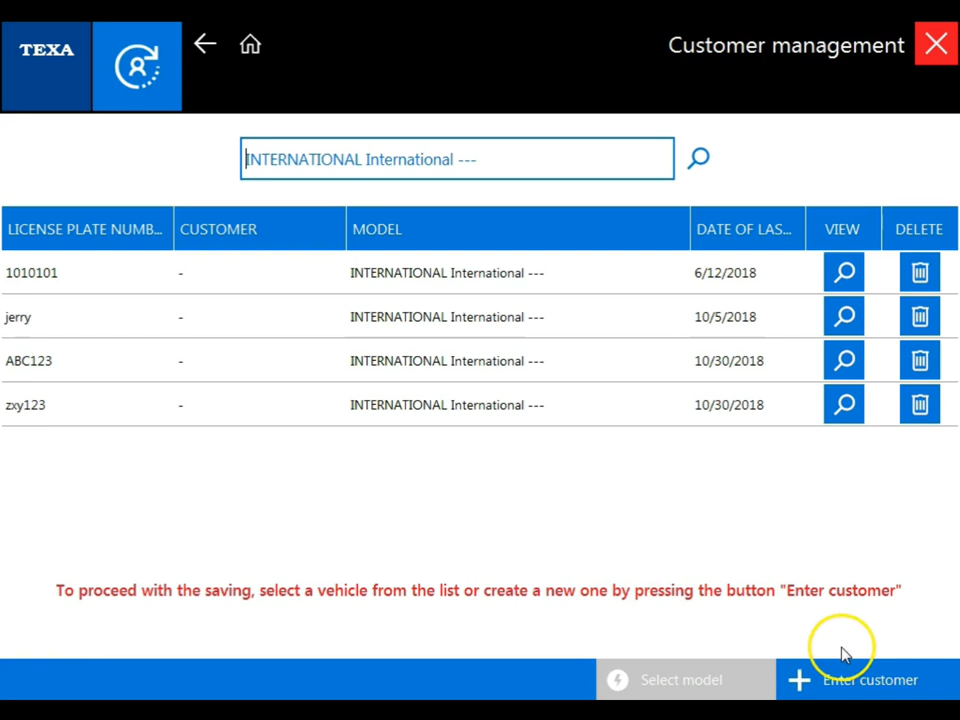 TEXA
Customer management
INTERNATIONAL International ---
LICENSE PLATE NUMB... CUSTOMER MODEL DATE OF LAS... VIEW DELETE
1010101 - INTERNATIONAL International --- 6/12/2018
jerry - INTERNATIONAL International --- 10/5/2018
ABC123 - INTERNATIONAL International --- 10/30/2018
zxy123 - INTERNATIONAL International --- 10/30/2018
To proceed with the saving, select a vehicle from the list or create a new one by pressing the button "Enter customer"
Select model Enter customer